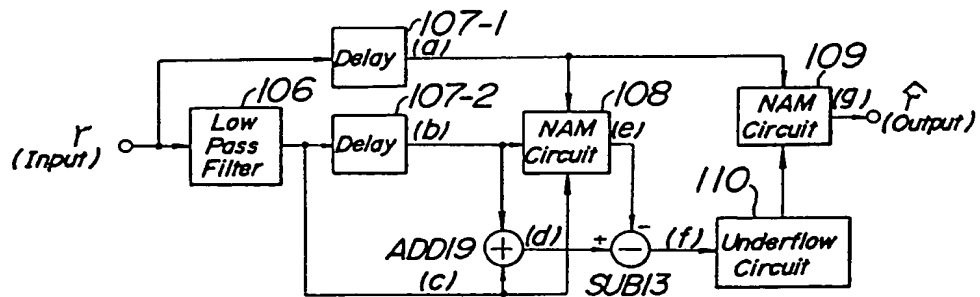 107-1
Delay
(a)
109
106
107-2
108
NAM
Circuit
(g)
r̂
(Output)
r
(Input)
Low
Pass
Filter
Delay
(b)
NAM
Circuit
(e)
110
ADD19
+
(d)
+
-
−
(f)
Underflow
Circuit
(c)
SUB13